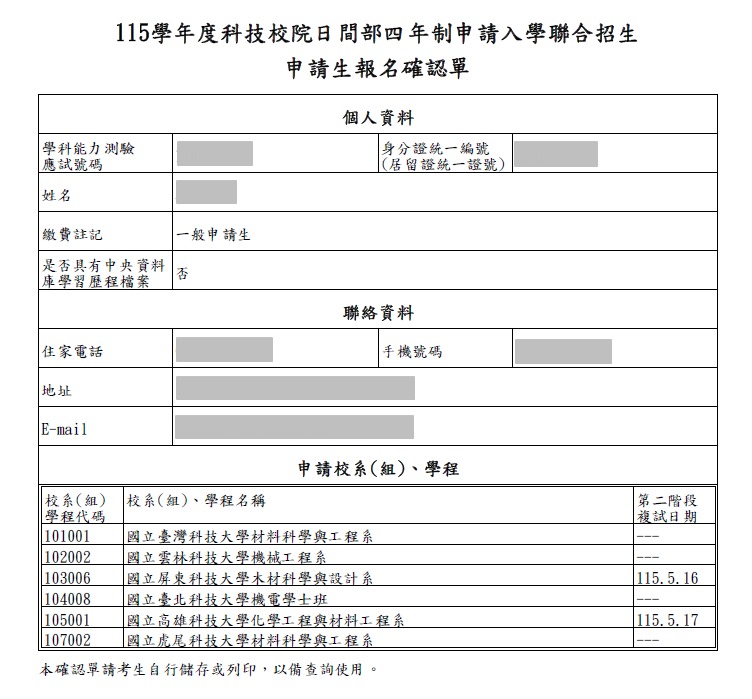 115學年度科技校院日間部四年制申請入學聯合招生
申請生報名確認單
個人資料
學科能力測驗
應試號碼
身分證統一編號
(居留證統一證號)
姓名
繳費註記 一般申請生
是否具有中央資料
庫學習歷程檔案
否
聯絡資料
住家電話 手機號碼
地址
E-mail
申請校系(組)、學程
校系(組)
學程代碼
校系(組)、學程名稱
第二階段
複試日期
101001 國立臺灣科技大學材料科學與工程系 ---
102002 國立雲林科技大學機械工程系 ---
103006 國立屏東科技大學木材科學與設計系 115.5.16
104008 國立臺北科技大學機電學士班 ---
105001 國立高雄科技大學化學工程與材料工程系 115.5.17
107002 國立虎尾科技大學材料科學與工程系 ---
本確認單請考生自行儲存或列印，以備查詢使用。